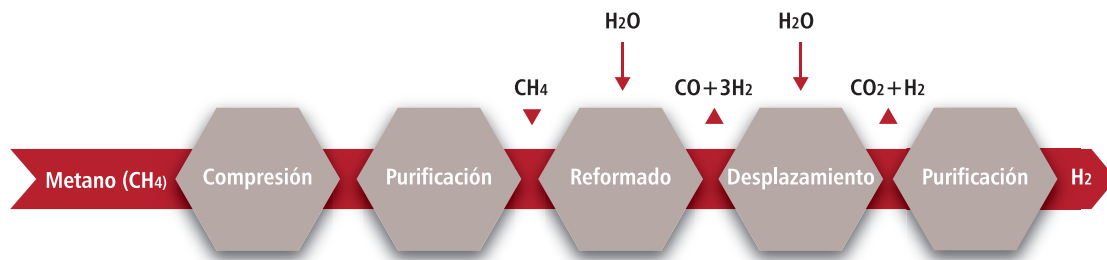 H2O
H2O
CH4
CO+3H2
CO2+H2
Metano (CH4)
Compresión
Purificación
Reformado
Desplazamiento
Purificación
H2